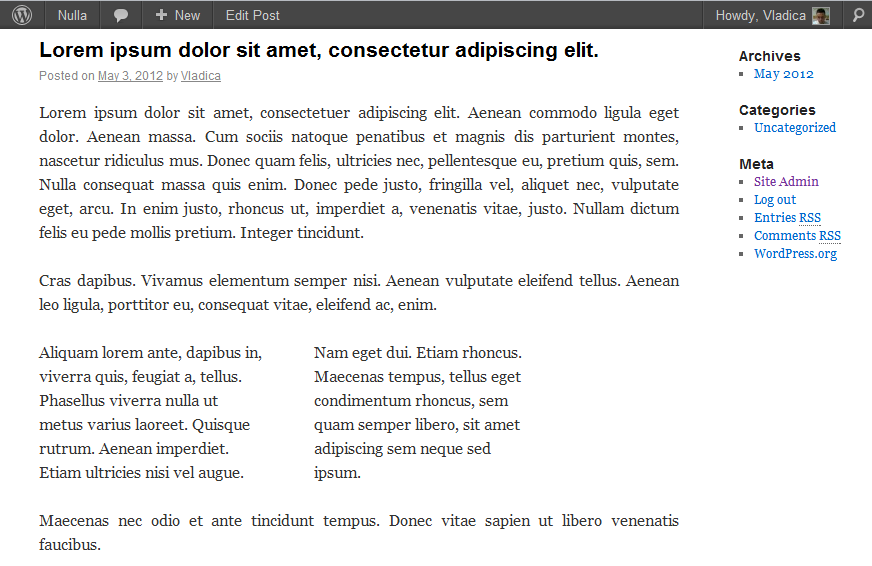 Nulla
New
Edit Post
Howdy, Vladica
Lorem ipsum dolor sit amet, consectetur adipiscing elit.
Posted on May 3, 2012 by Vladica
Lorem ipsum dolor sit amet, consectetuer adipiscing elit. Aenean commodo ligula eget
dolor. Aenean massa. Cum sociis natoque penatibus et magnis dis parturient montes,
nascetur ridiculus mus. Donec quam felis, ultricies nec, pellentesque eu, pretium quis, sem.
Nulla consequat massa quis enim. Donec pede justo, fringilla vel, aliquet nec, vulputate
eget, arcu. In enim justo, rhoncus ut, imperdiet a, venenatis vitae, justo. Nullam dictum
felis eu pede mollis pretium. Integer tincidunt.
Cras dapibus. Vivamus elementum semper nisi. Aenean vulputate eleifend tellus. Aenean
leo ligula, porttitor eu, consequat vitae, eleifend ac, enim.
Aliquam lorem ante, dapibus in,
viverra quis, feugiat a, tellus.
Phasellus viverra nulla ut
metus varius laoreet. Quisque
rutrum. Aenean imperdiet.
Etiam ultricies nisi vel augue.
Nam eget dui. Etiam rhoncus.
Maecenas tempus, tellus eget
condimentum rhoncus, sem
quam semper libero, sit amet
adipiscing sem neque sed
ipsum.
Maecenas nec odio et ante tincidunt tempus. Donec vitae sapien ut libero venenatis
faucibus.
Archives
May 2012
Categories
Uncategorized
Meta
Site Admin
Log out
Entries RSS
Comments RSS
WordPress.org